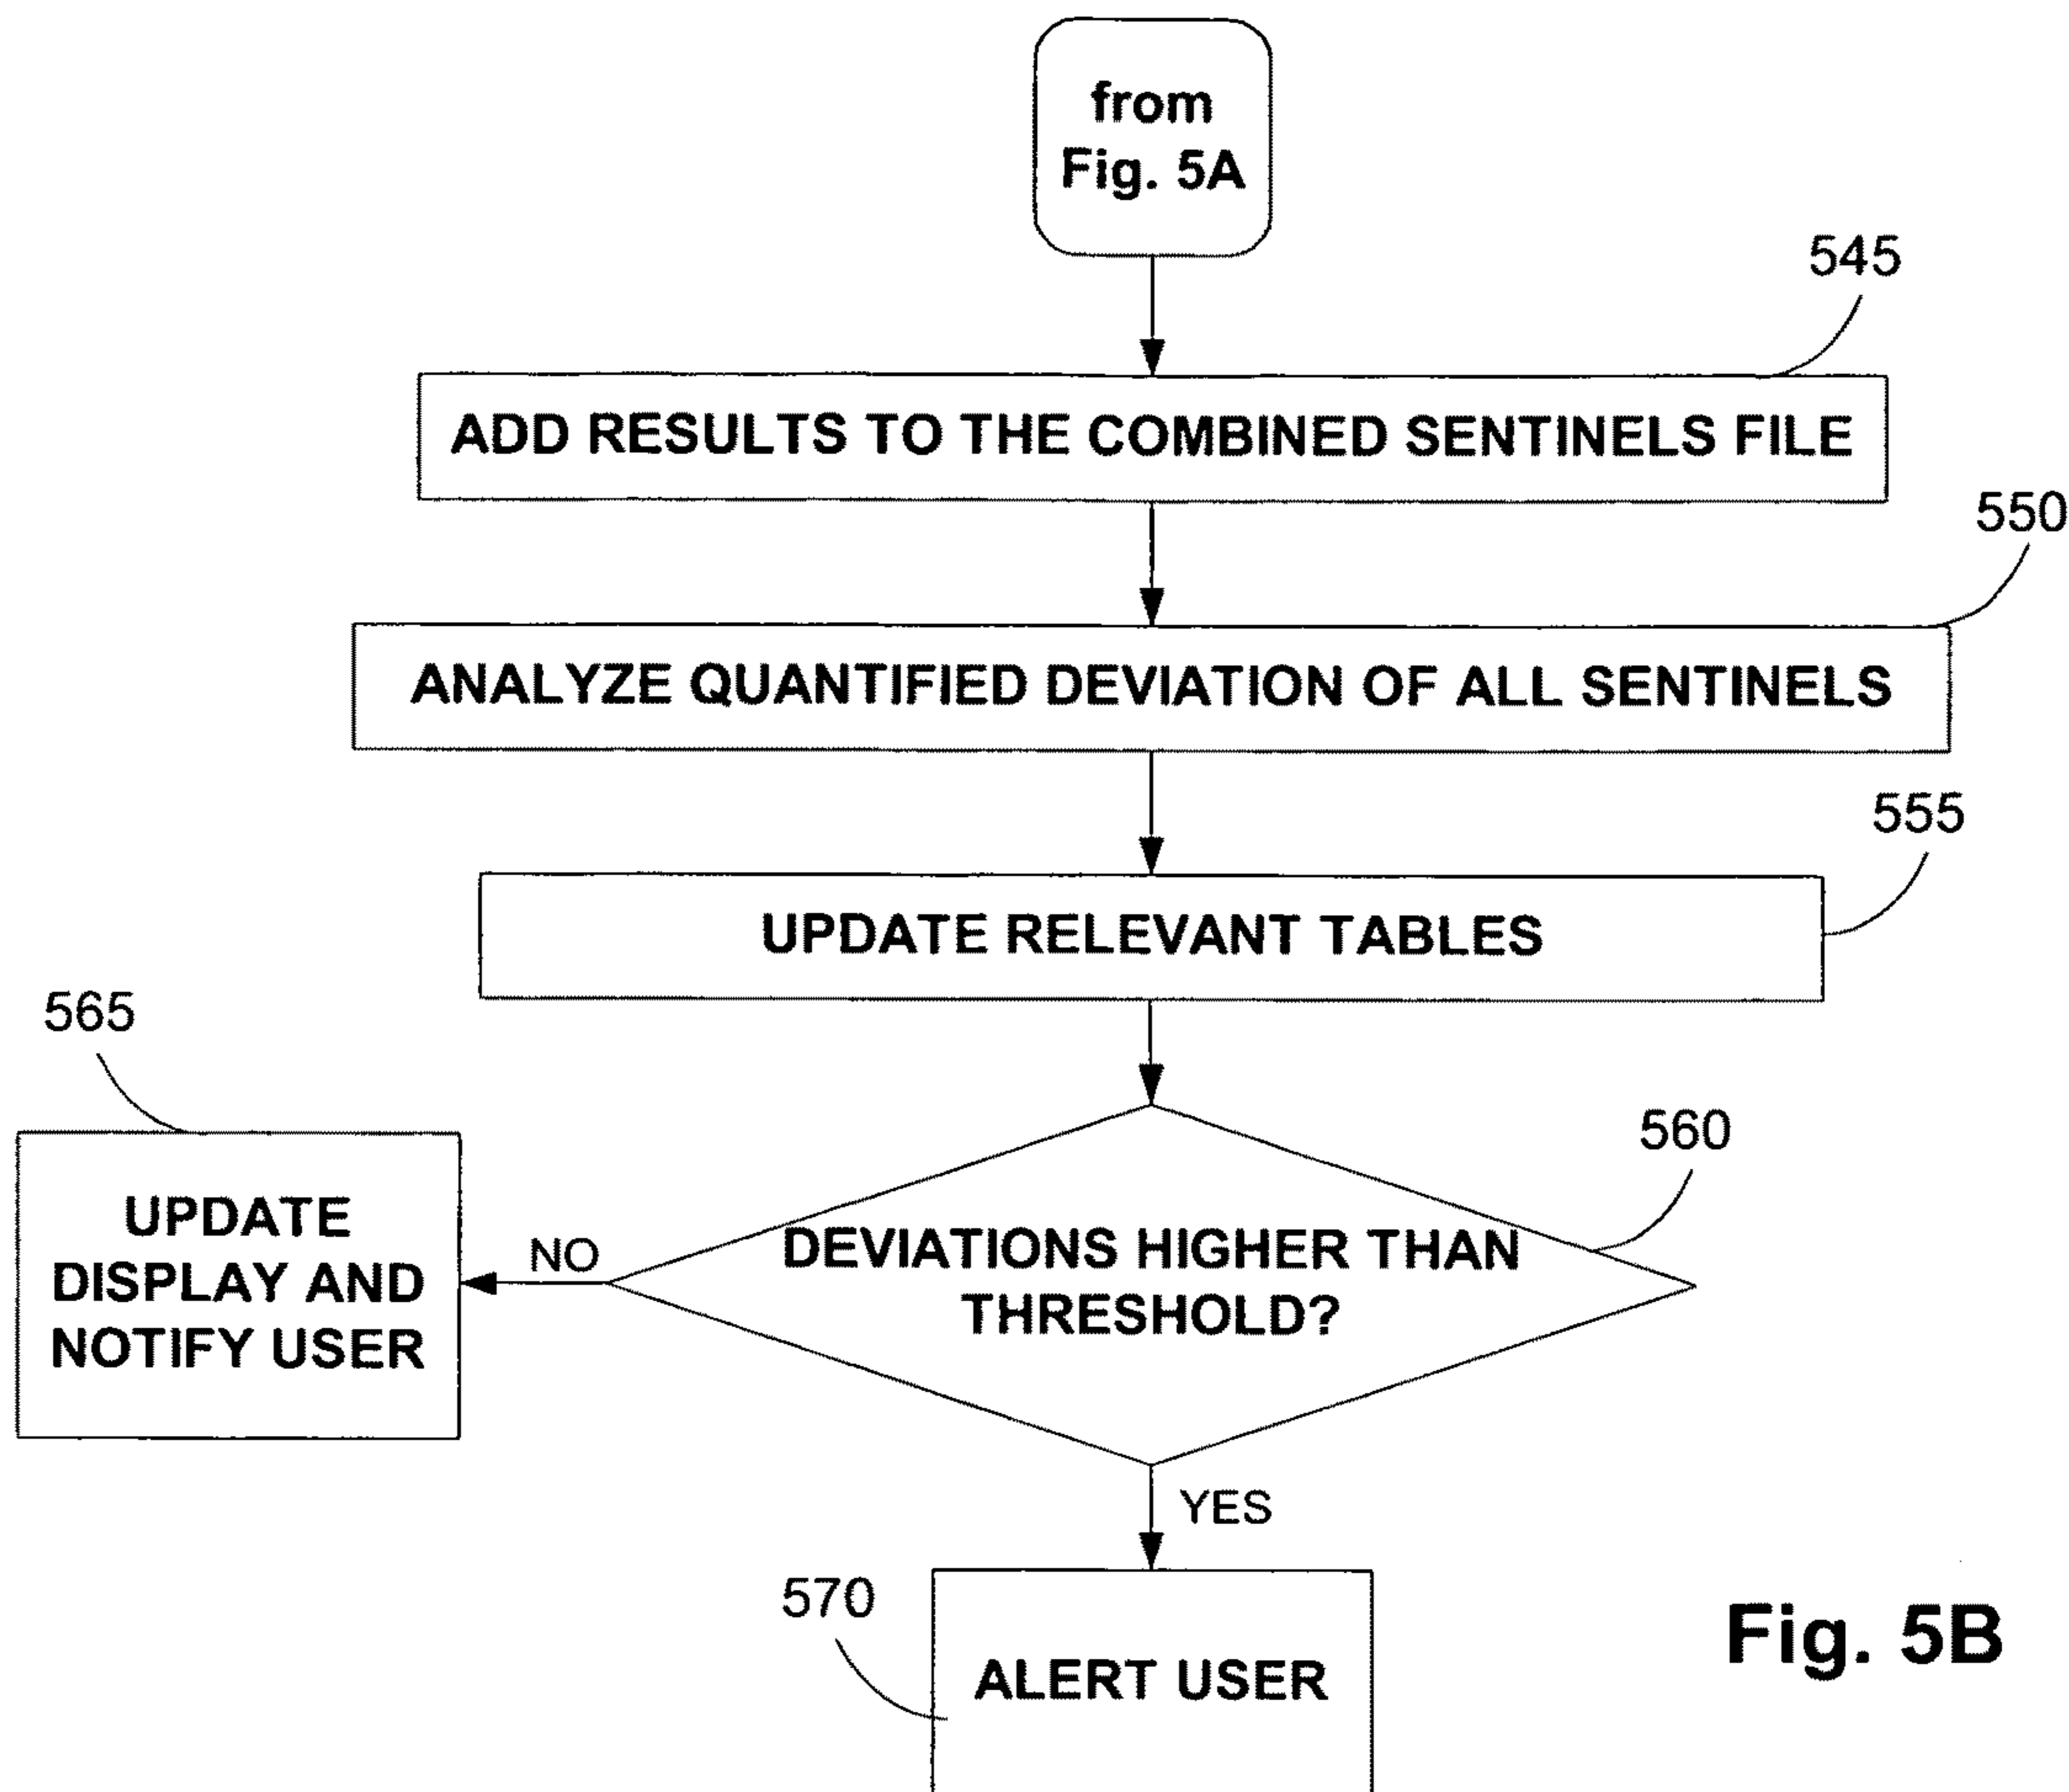 from
Fig. 5A
545
ADD RESULTS TO THE COMBINED SENTINELS FILE
550
ANALYZE QUANTIFIED DEVIATION OF ALL SENTINELS
555
UPDATE RELEVANT TABLES
565
UPDATE
DISPLAY AND
NOTIFY USER
NO
560
DEVIATIONS HIGHER THAN
THRESHOLD?
YES
570
ALERT USER
Fig. 5B